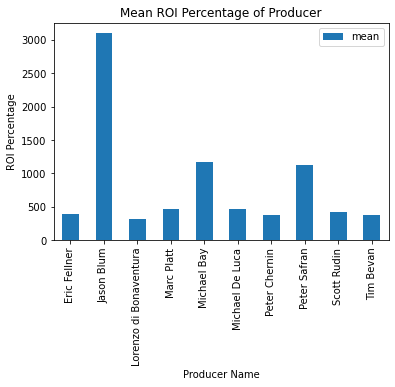 Mean ROI Percentage of Producer
mean
ROI Percentage
3000
2500
2000
1500
1000
500
0
Eric Fellner
Jason Blum
Lorenzo di Bonaventura
Marc Platt
Michael Bay
Michael De Luca
Peter Chernin
Peter Safran
Scott Rudin
Tim Bevan
Producer Name